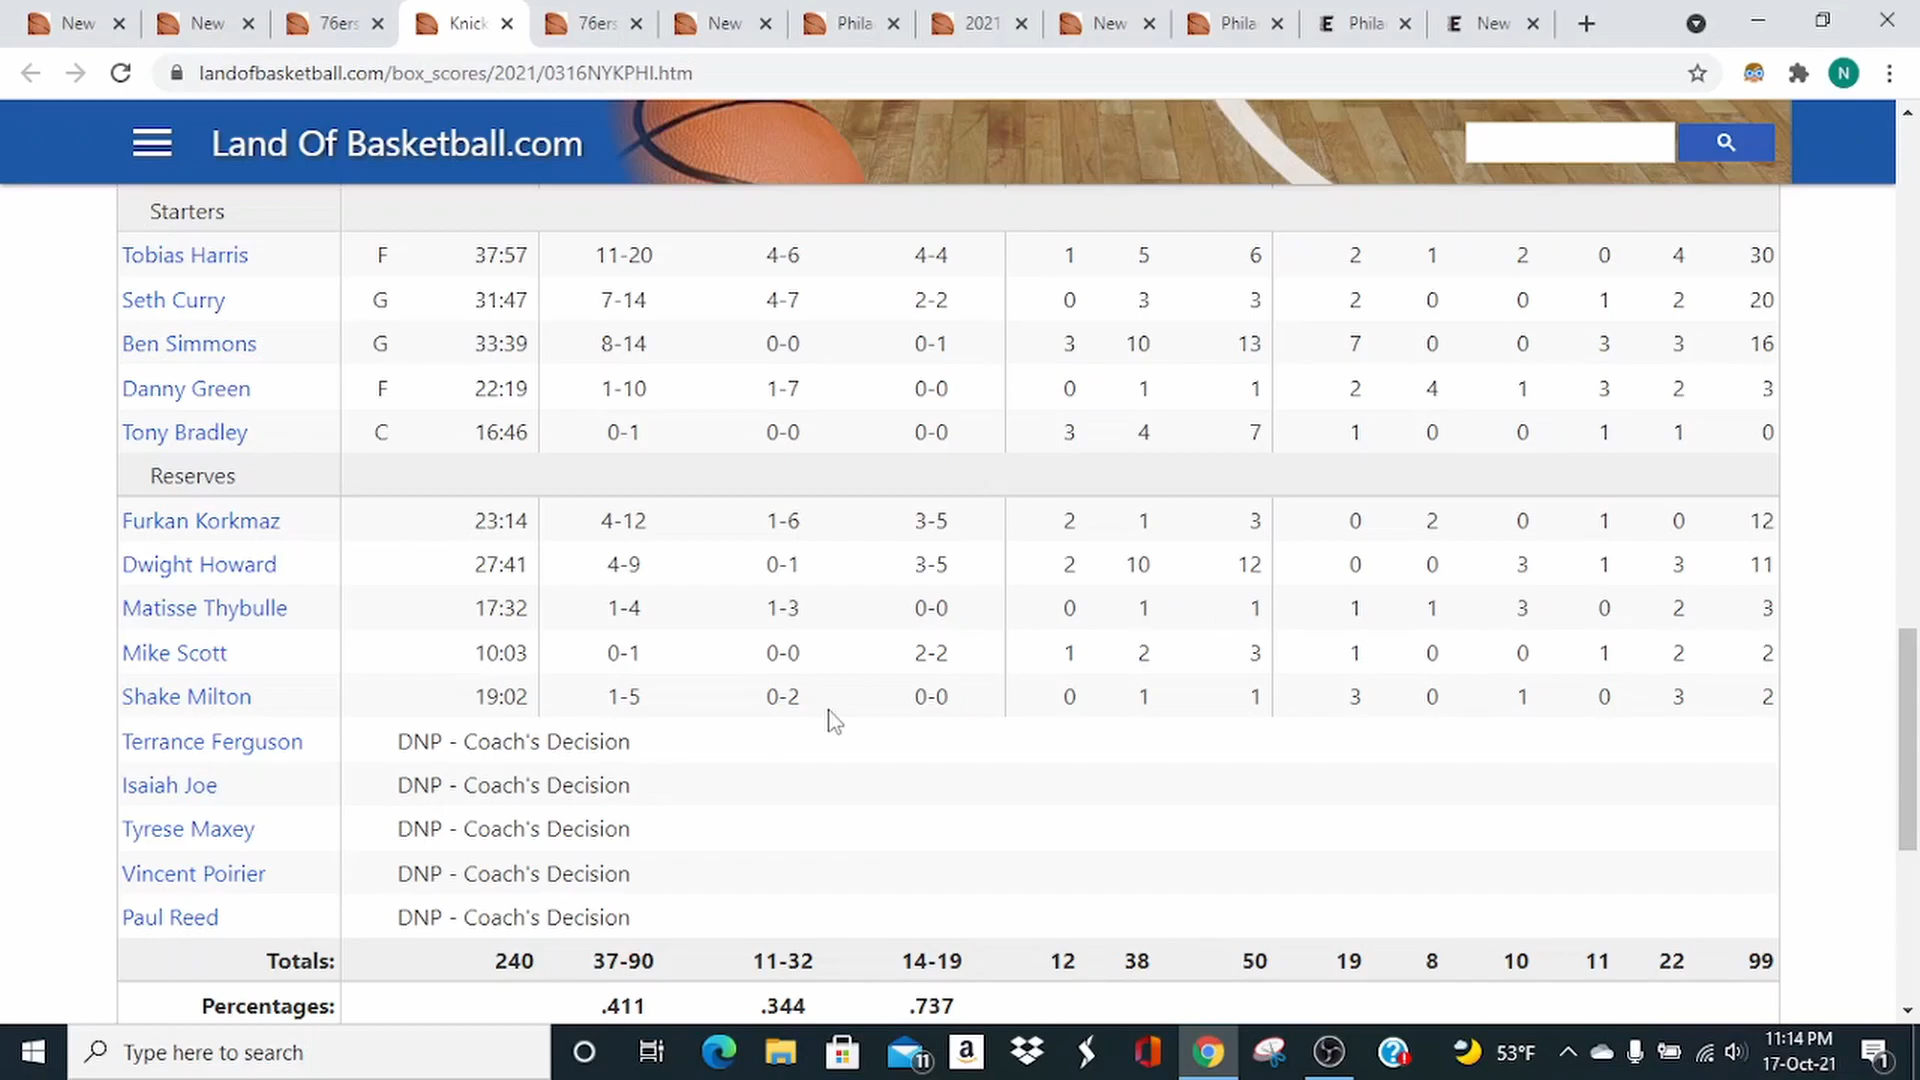 New
New
76ers
Knick
76ers
New
Phila
2021
New
Phila
E Phila
E New
landofbasketball.com/box_scores/2021/0316NYKPHI.htm
N
Land Of Basketball.com
Starters
Tobias Harris F 37:57 11-20 4-6 4-4 1 5 6 2 1 2 0 4 30
Seth Curry G 31:47 7-14 4-7 2-2 0 3 3 2 0 0 1 2 20
Ben Simmons G 33:39 8-14 0-0 0-1 3 10 13 7 0 0 3 3 16
Danny Green F 22:19 1-10 1-7 0-0 0 1 1 2 4 1 3 2 3
Tony Bradley C 16:46 0-1 0-0 0-0 3 4 7 1 0 0 1 1 0
Reserves
Furkan Korkmaz 23:14 4-12 1-6 3-5 2 1 3 0 2 0 1 0 12
Dwight Howard 27:41 4-9 0-1 3-5 2 10 12 0 0 3 1 3 11
Matisse Thybulle 17:32 1-4 1-3 0-0 0 1 1 1 1 3 0 2 3
Mike Scott 10:03 0-1 0-0 2-2 1 2 3 1 0 0 1 2 2
Shake Milton 19:02 1-5 0-2 0-0 0 1 1 3 0 1 0 3 2
Terrance Ferguson DNP - Coach's Decision
Isaiah Joe DNP - Coach's Decision
Tyrese Maxey DNP - Coach's Decision
Vincent Poirier DNP - Coach's Decision
Paul Reed DNP - Coach's Decision
Totals: 240 37-90 11-32 14-19 12 38 50 19 8 10 11 22 99
Percentages: .411 .344 .737
Type here to search
11
a
53°F
11:14 PM
17-Oct-21
1